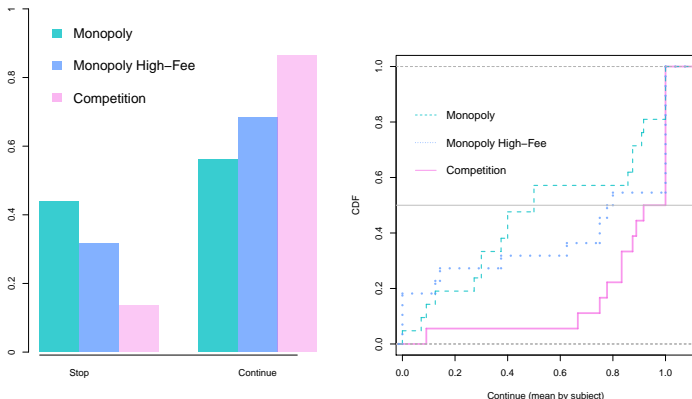 1
0.8
0.6
0.4
0.2
0
Monopoly
Monopoly High−Fee
Competition
Stop
Continue
1.0
0.8
0.6
0.4
0.2
0.0
CDF
Monopoly
Monopoly High−Fee
Competition
0.0 0.2 0.4 0.6 0.8 1.0
Continue (mean by subject)